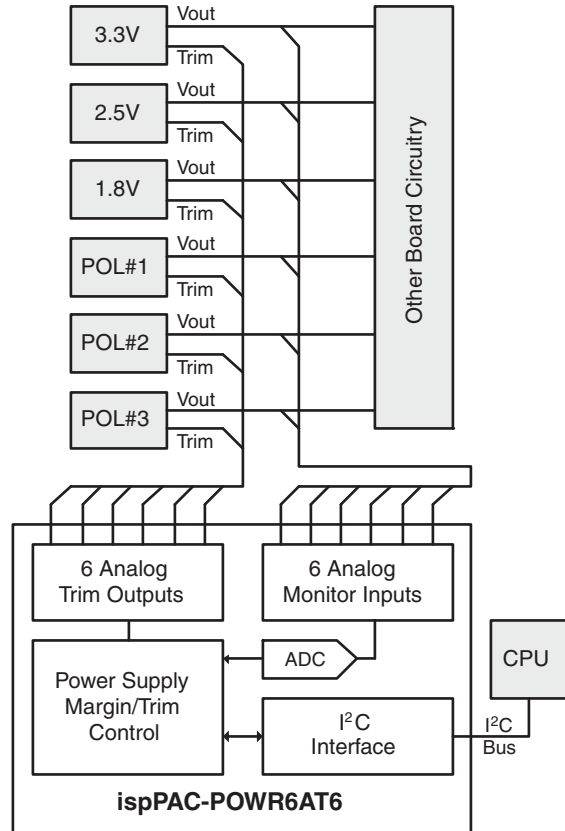 3.3V
Vout
Trim
2.5V
Vout
Trim
1.8V
Vout
Trim
POL#1
Vout
Trim
POL#2
Vout
Trim
POL#3
Vout
Trim
Other Board Circuitry
6 Analog
Trim Outputs
6 Analog
Monitor Inputs
ADC
Power Supply
Margin/Trim
Control
I²C
Interface
I²C
Bus
CPU
ispPAC-POWR6AT6